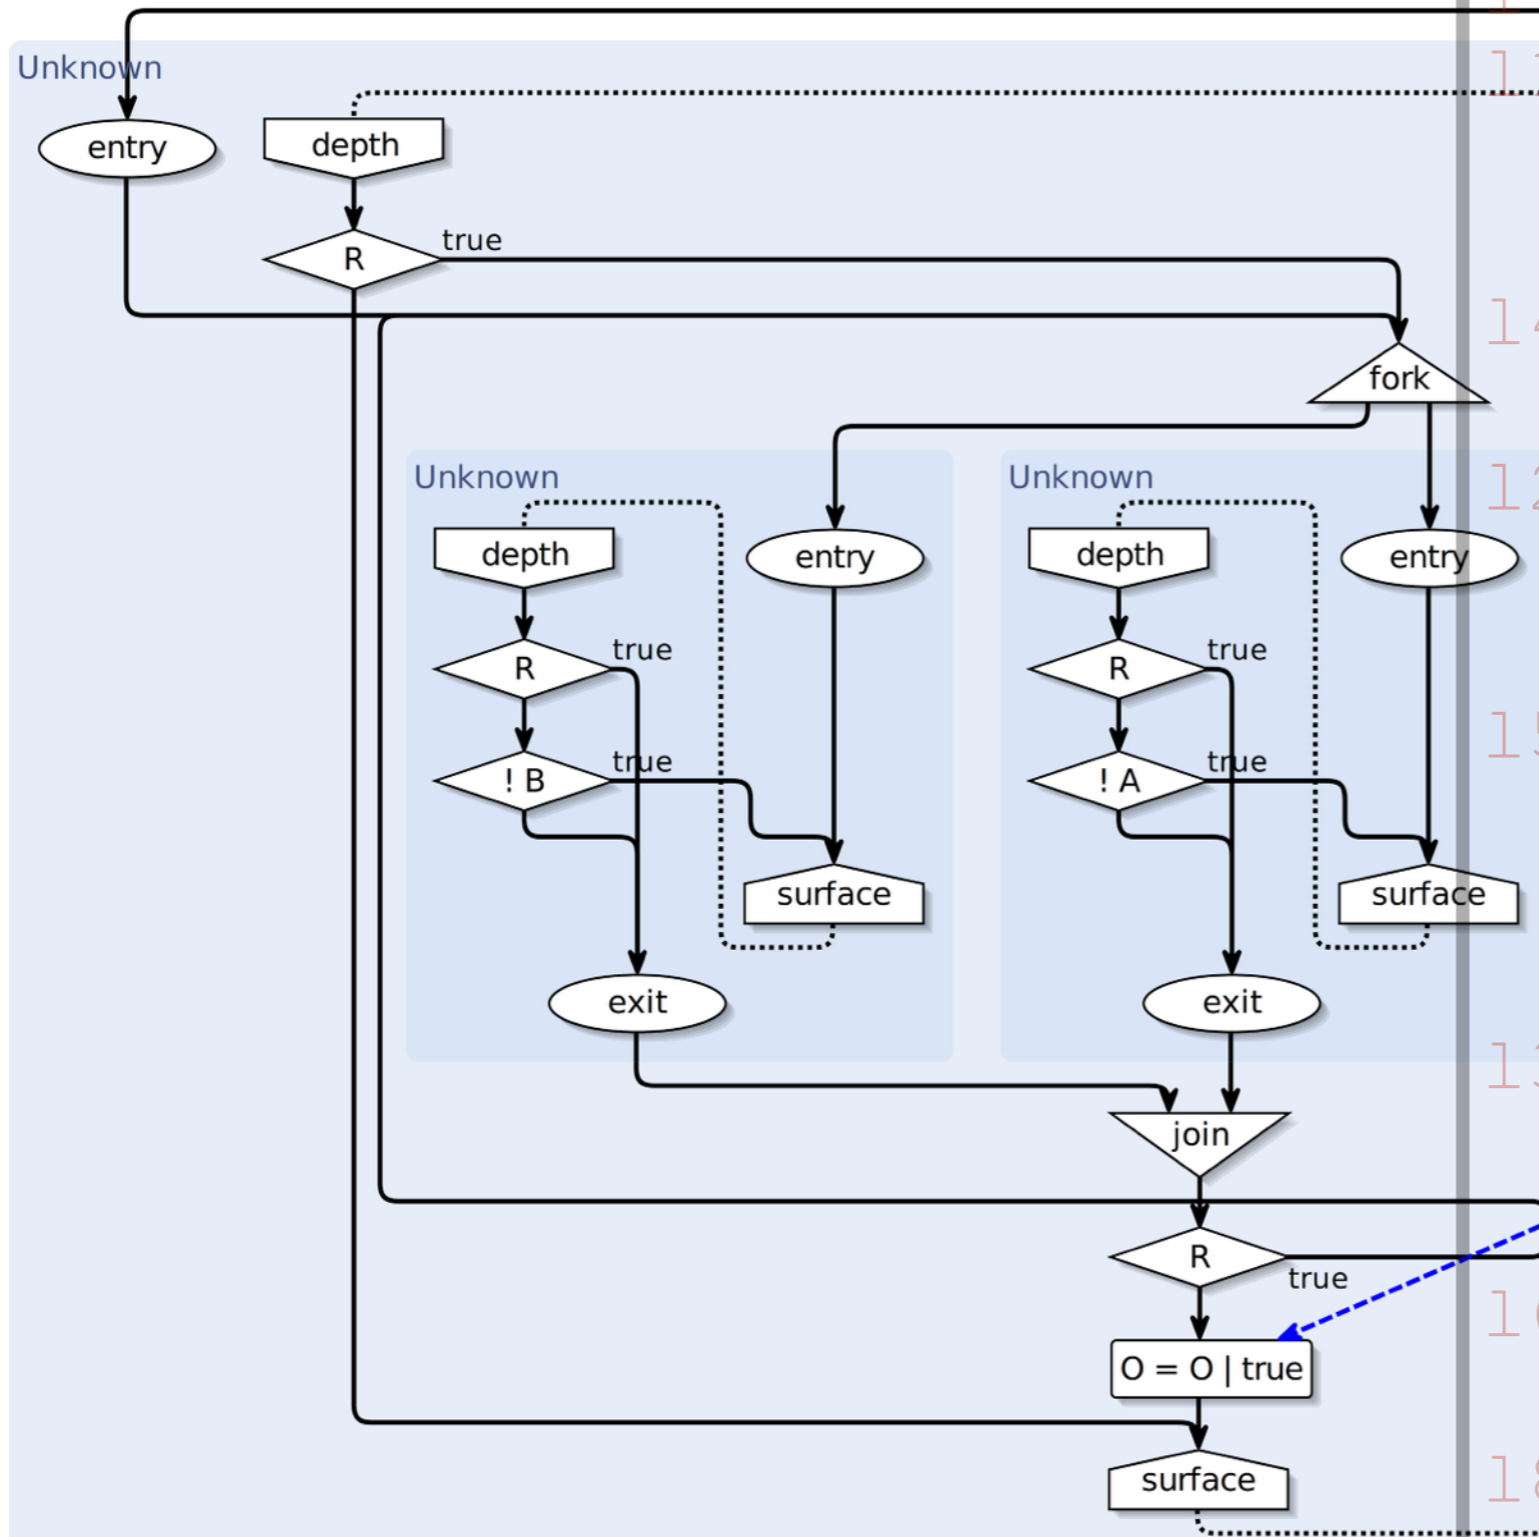 Unknown
entry
depth
R
true
fork
Unknown
Unknown
depth
entry
depth
entry
R
true
R
true
! B
true
! A
true
surface
surface
exit
exit
join
R
true
O = O | true
surface